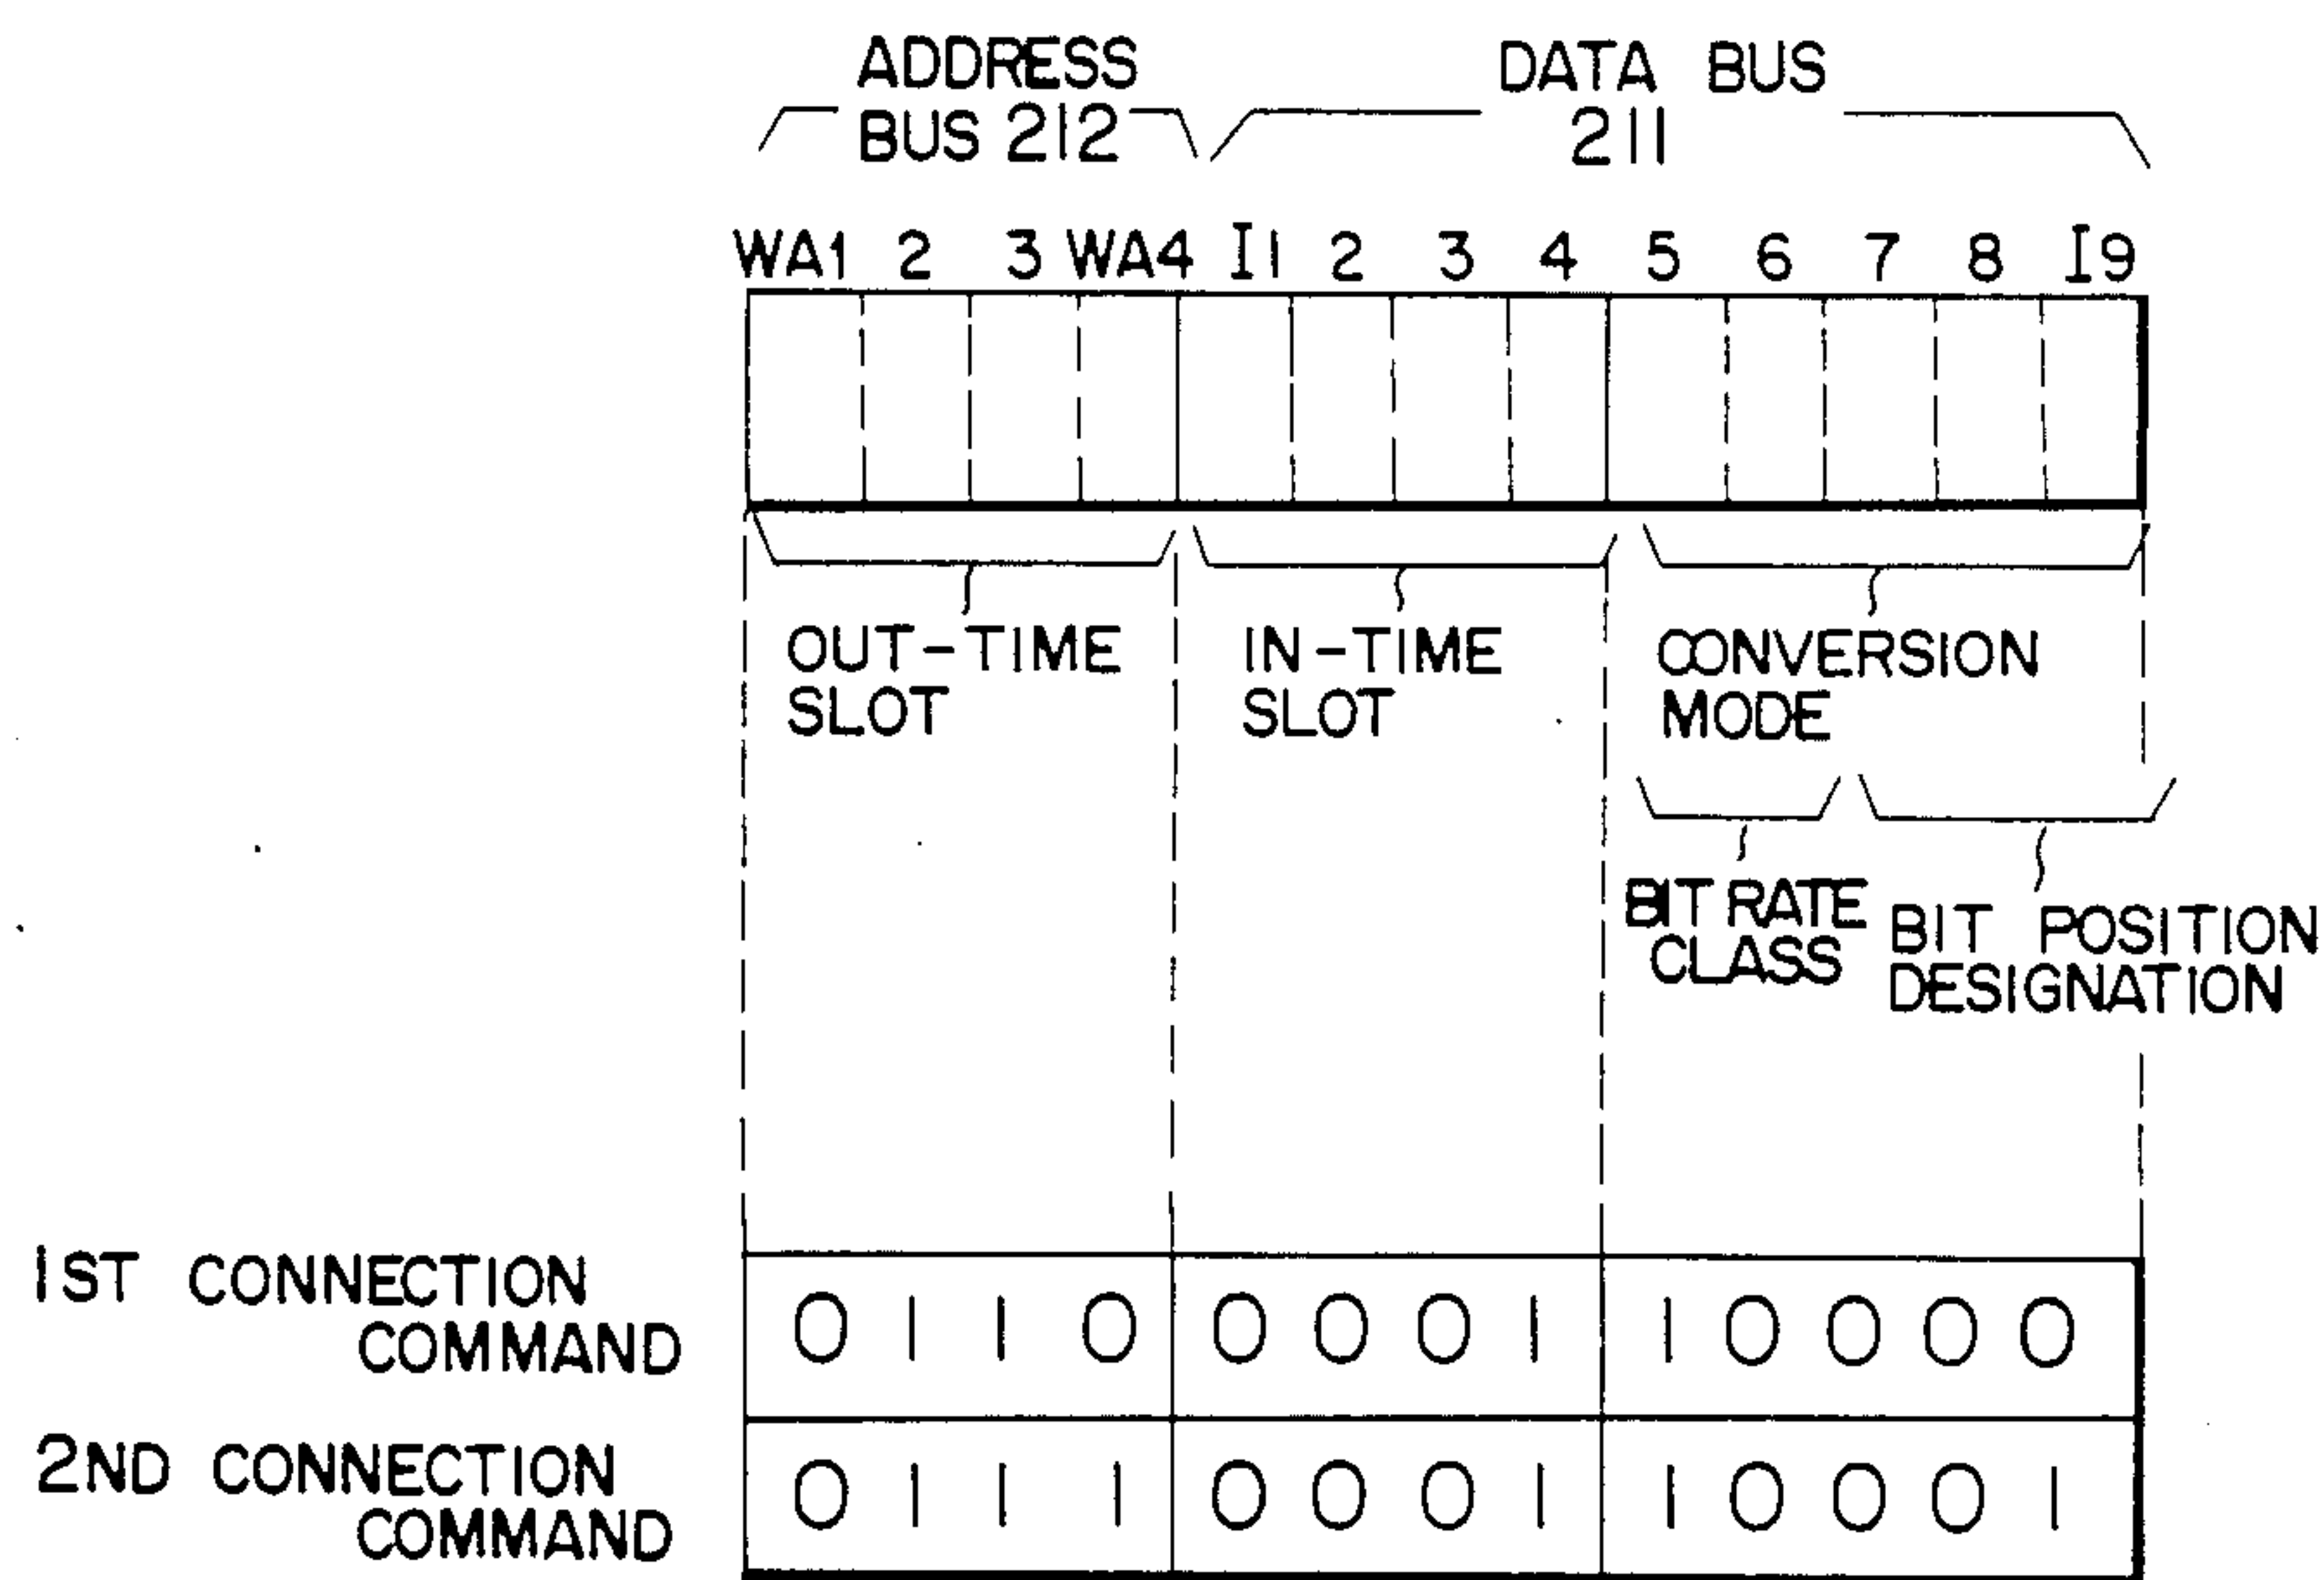 ADDRESS
BUS 212
DATA BUS
211
WA1 2 3 WA4 I1 2 3 4 5 6 7 8 I9
OUT-TIME
SLOT
IN-TIME
SLOT
CONVERSION
MODE
BIT RATE
CLASS
BIT POSITION
DESIGNATION
1ST CONNECTION
COMMAND
0 1 1 0 0 0 0 1 1 0 0 0 0
2ND CONNECTION
COMMAND
0 1 1 1 0 0 0 1 1 0 0 0 1